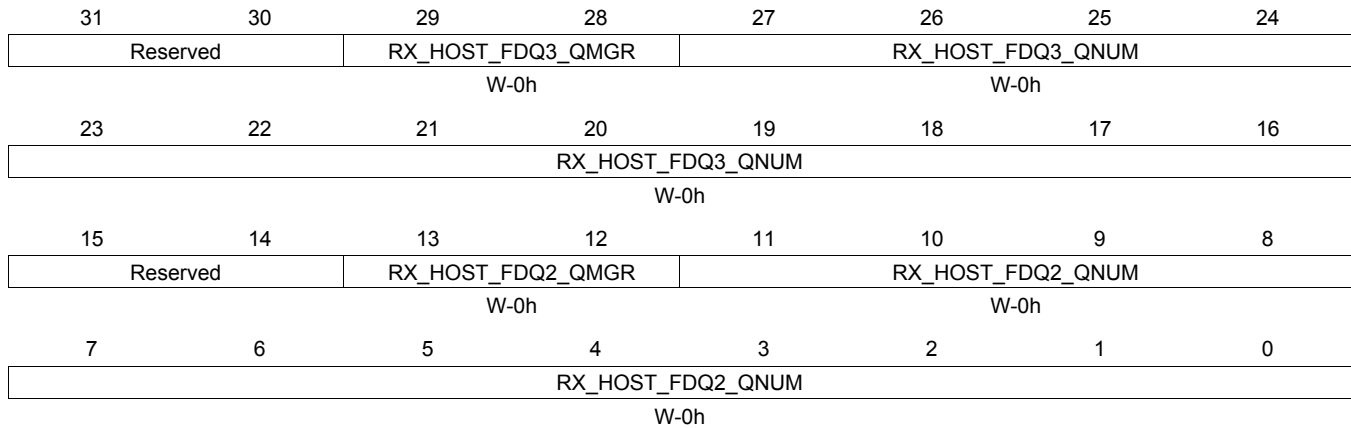 31 30 29 28 27 26 25 24
Reserved RX_HOST_FDQ3_QMGR RX_HOST_FDQ3_QNUM
W-0h W-0h
23 22 21 20 19 18 17 16
RX_HOST_FDQ3_QNUM
W-0h
15 14 13 12 11 10 9 8
Reserved RX_HOST_FDQ2_QMGR RX_HOST_FDQ2_QNUM
W-0h W-0h
7 6 5 4 3 2 1 0
RX_HOST_FDQ2_QNUM
W-0h